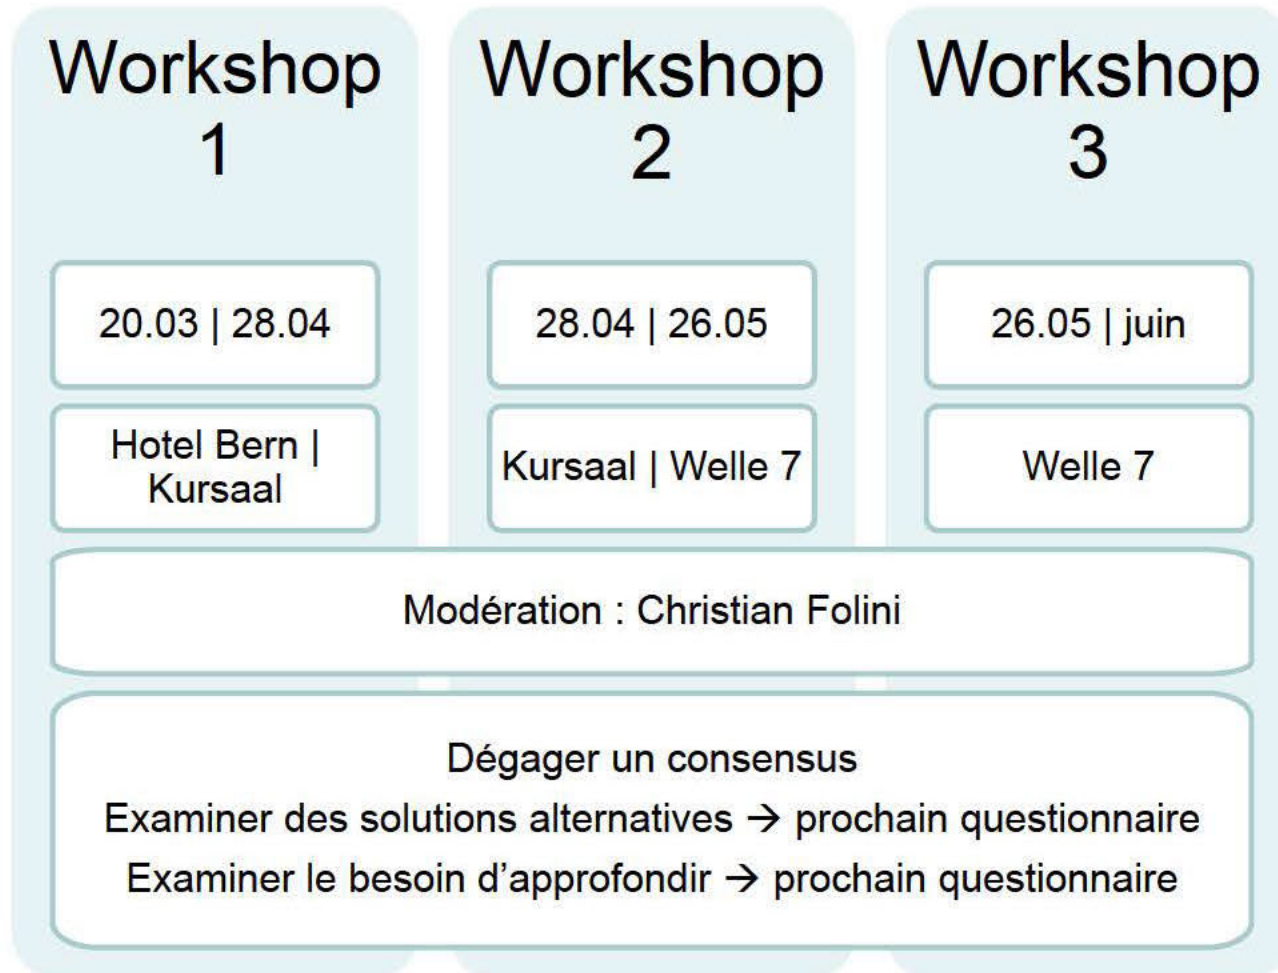 Workshop
1
Workshop
2
Workshop
3
20.03 | 28.04
28.04 | 26.05
26.05 | juin
Hotel Bern |
Kursaal
Kursaal | Welle 7
Welle 7
Modération : Christian Folini
Dégager un consensus
Examiner des solutions alternatives → prochain questionnaire
Examiner le besoin d’approfondir → prochain questionnaire